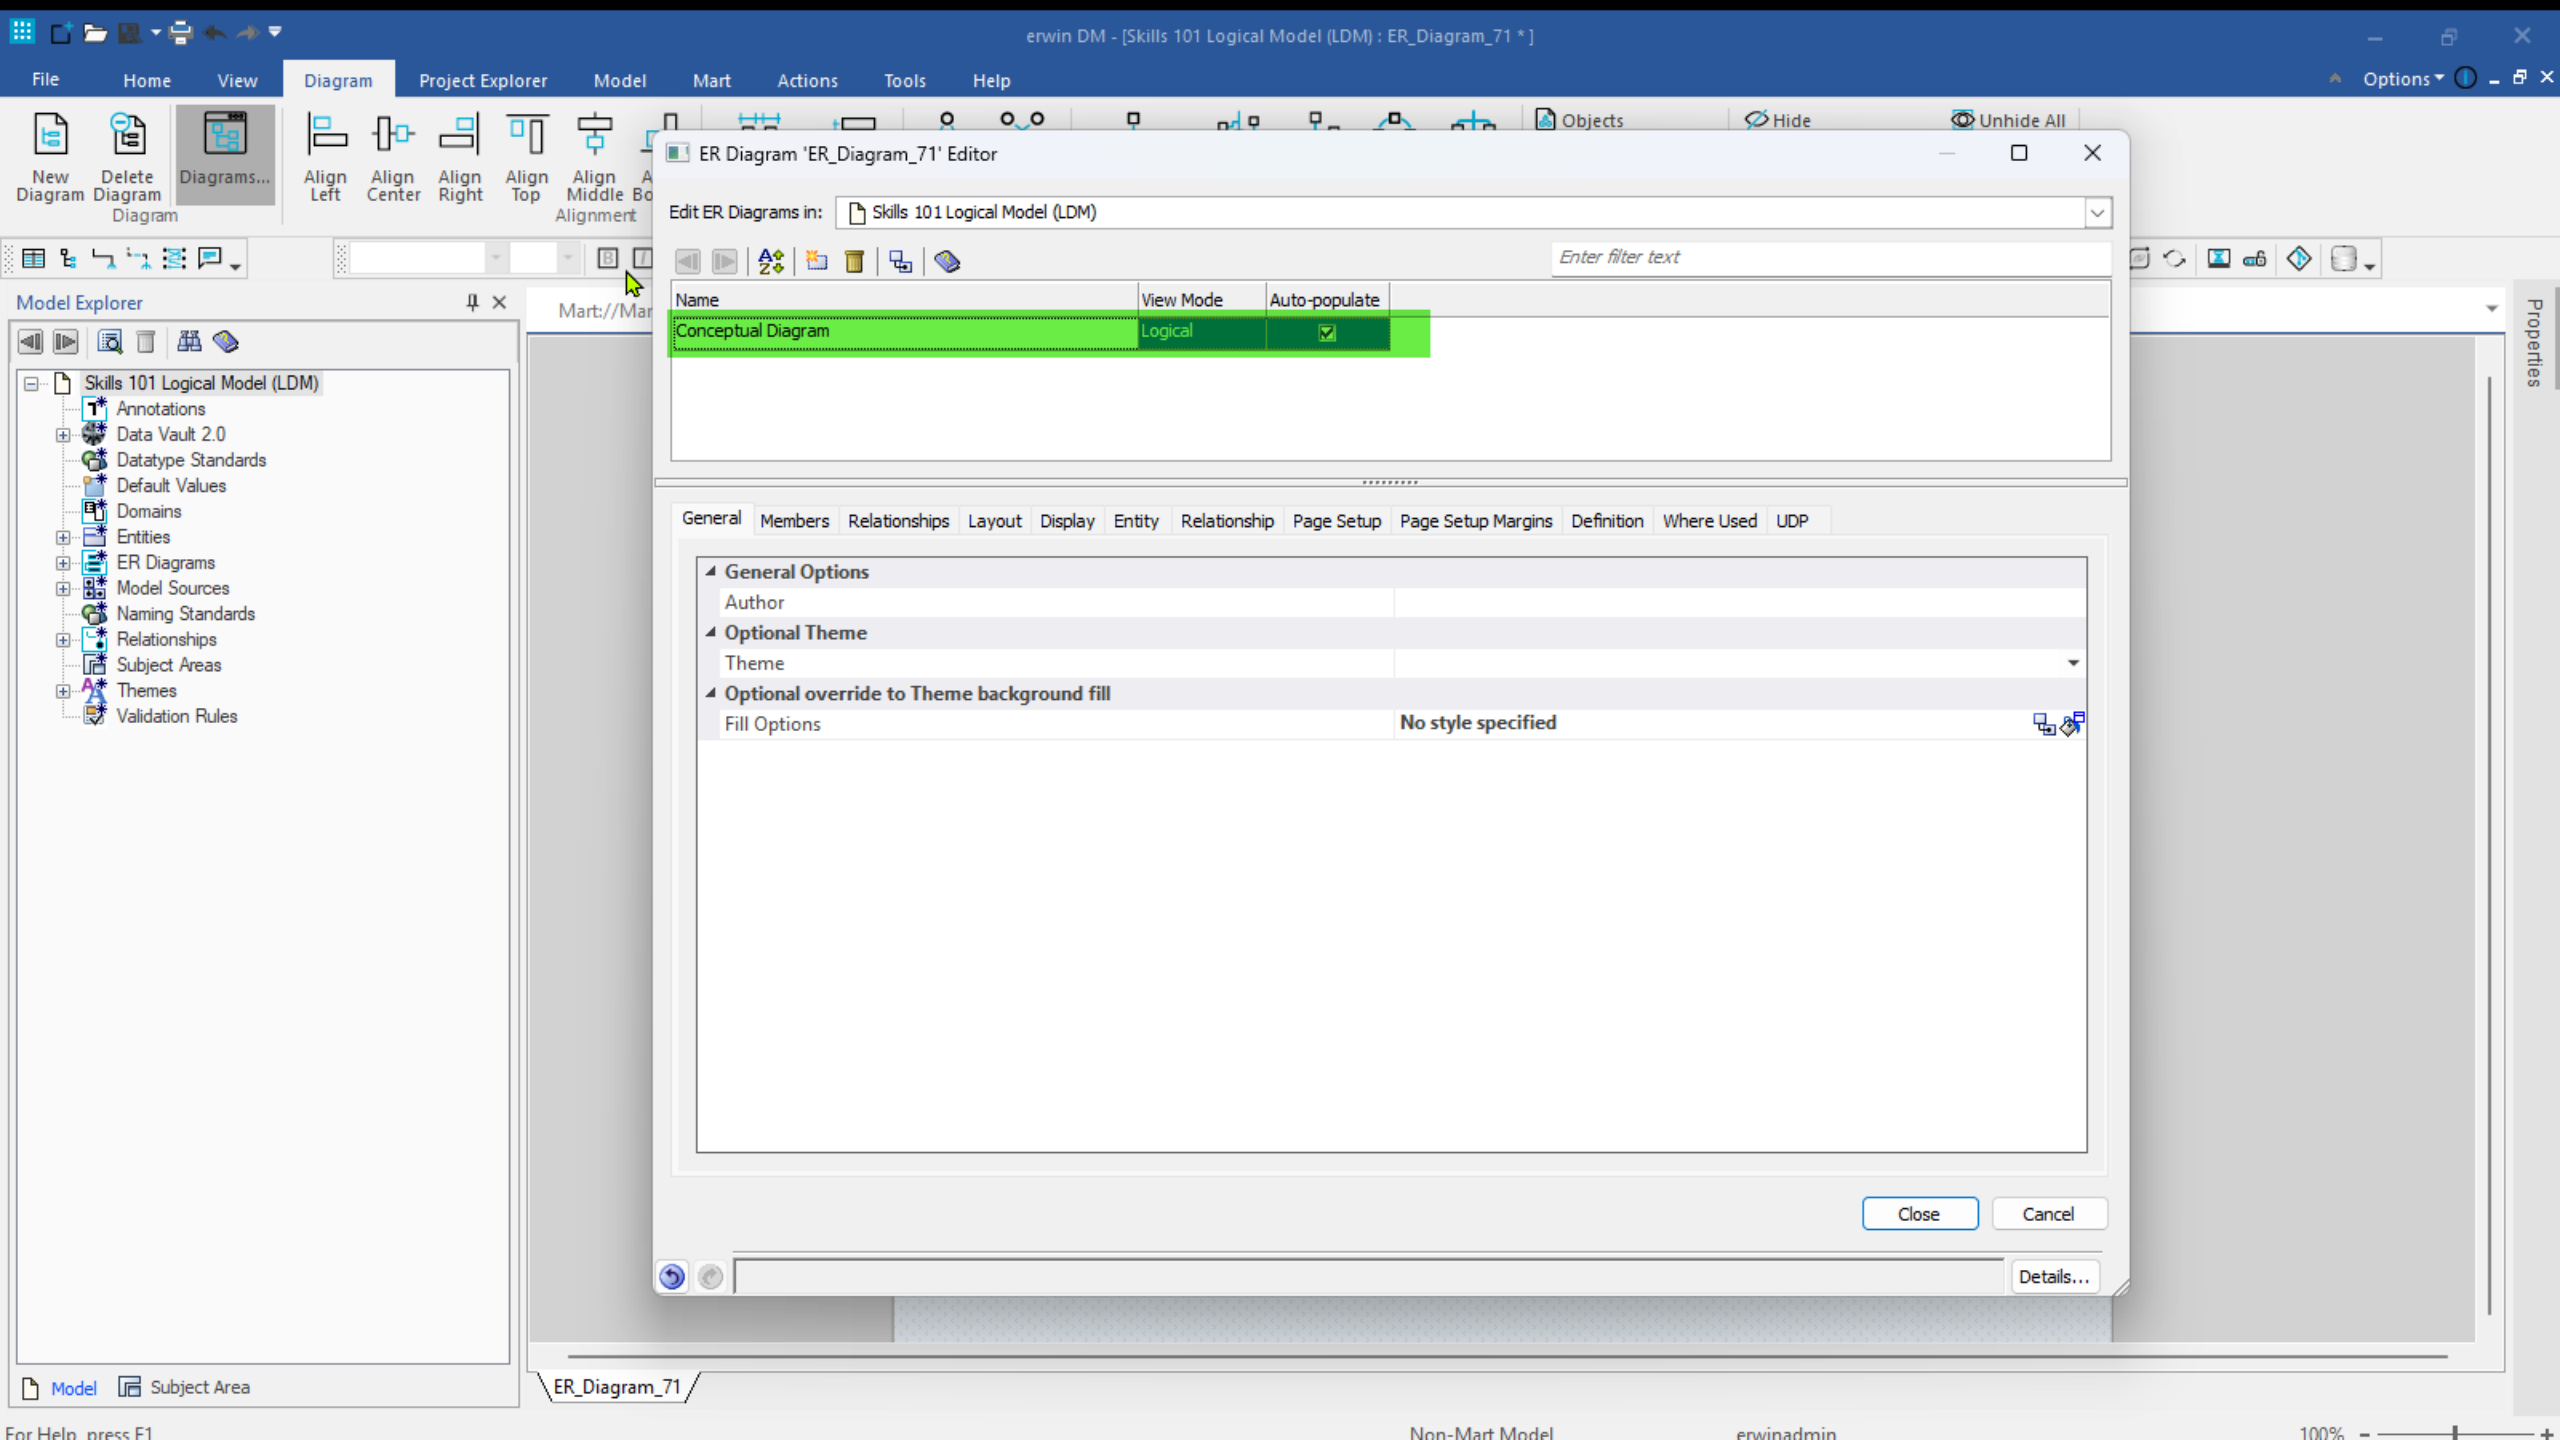 erwin DM - [Skills 101 Logical Model (LDM) : ER_Diagram_71 * ]
File Home View Diagram Project Explorer Model Mart Actions Tools Help Options
New Diagram
Delete Diagram
Diagrams...
Diagram
Align Left
Align Center
Align Right
Align Top
Align Middle
Alignment
Objects
Hide
Unhide All
ER Diagram 'ER_Diagram_71' Editor
Edit ER Diagrams in: Skills 101 Logical Model (LDM)
Enter filter text
Name View Mode Auto-populate
Conceptual Diagram Logical
General Members Relationships Layout Display Entity Relationship Page Setup Page Setup Margins Definition Where Used UDP
General Options
Author
Optional Theme
Theme
Optional override to Theme background fill
Fill Options No style specified
Close Cancel
Details...
Model Explorer
Mart://Mar
Properties
Skills 101 Logical Model (LDM)
Annotations
Data Vault 2.0
Datatype Standards
Default Values
Domains
Entities
ER Diagrams
Model Sources
Naming Standards
Relationships
Subject Areas
Themes
Validation Rules
Model Subject Area
ER_Diagram_71
For Help, press F1
Non-Mart Model
erwinadmin
100%